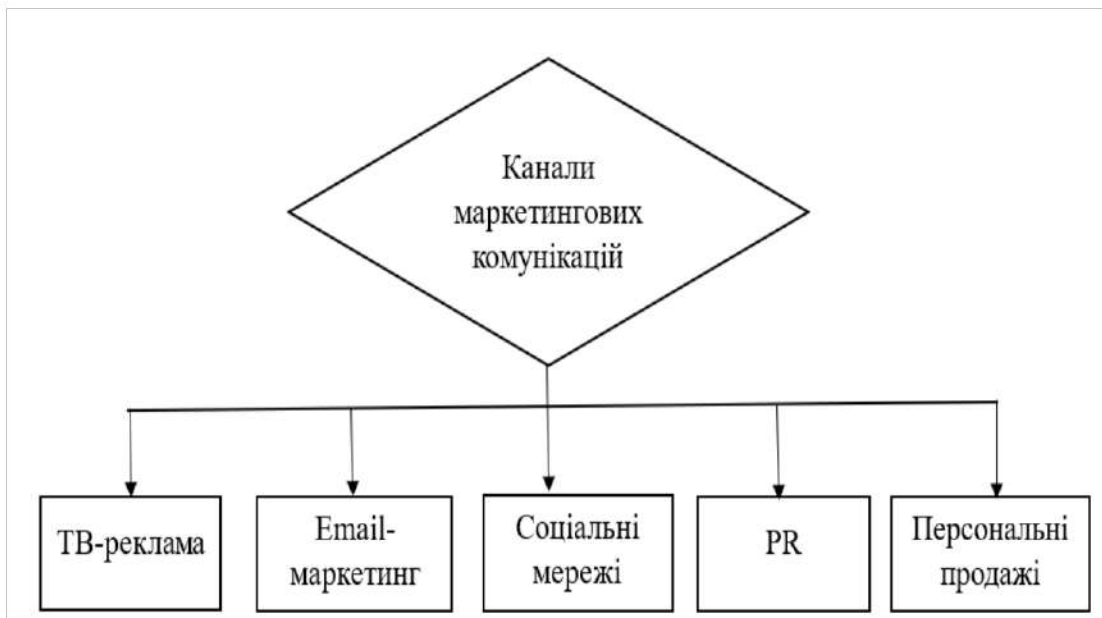 Канали
маркетингових
комунікацій
ТВ-реклама
Email-
маркетинг
Соціальні
мережі
PR
Персональні
продажі